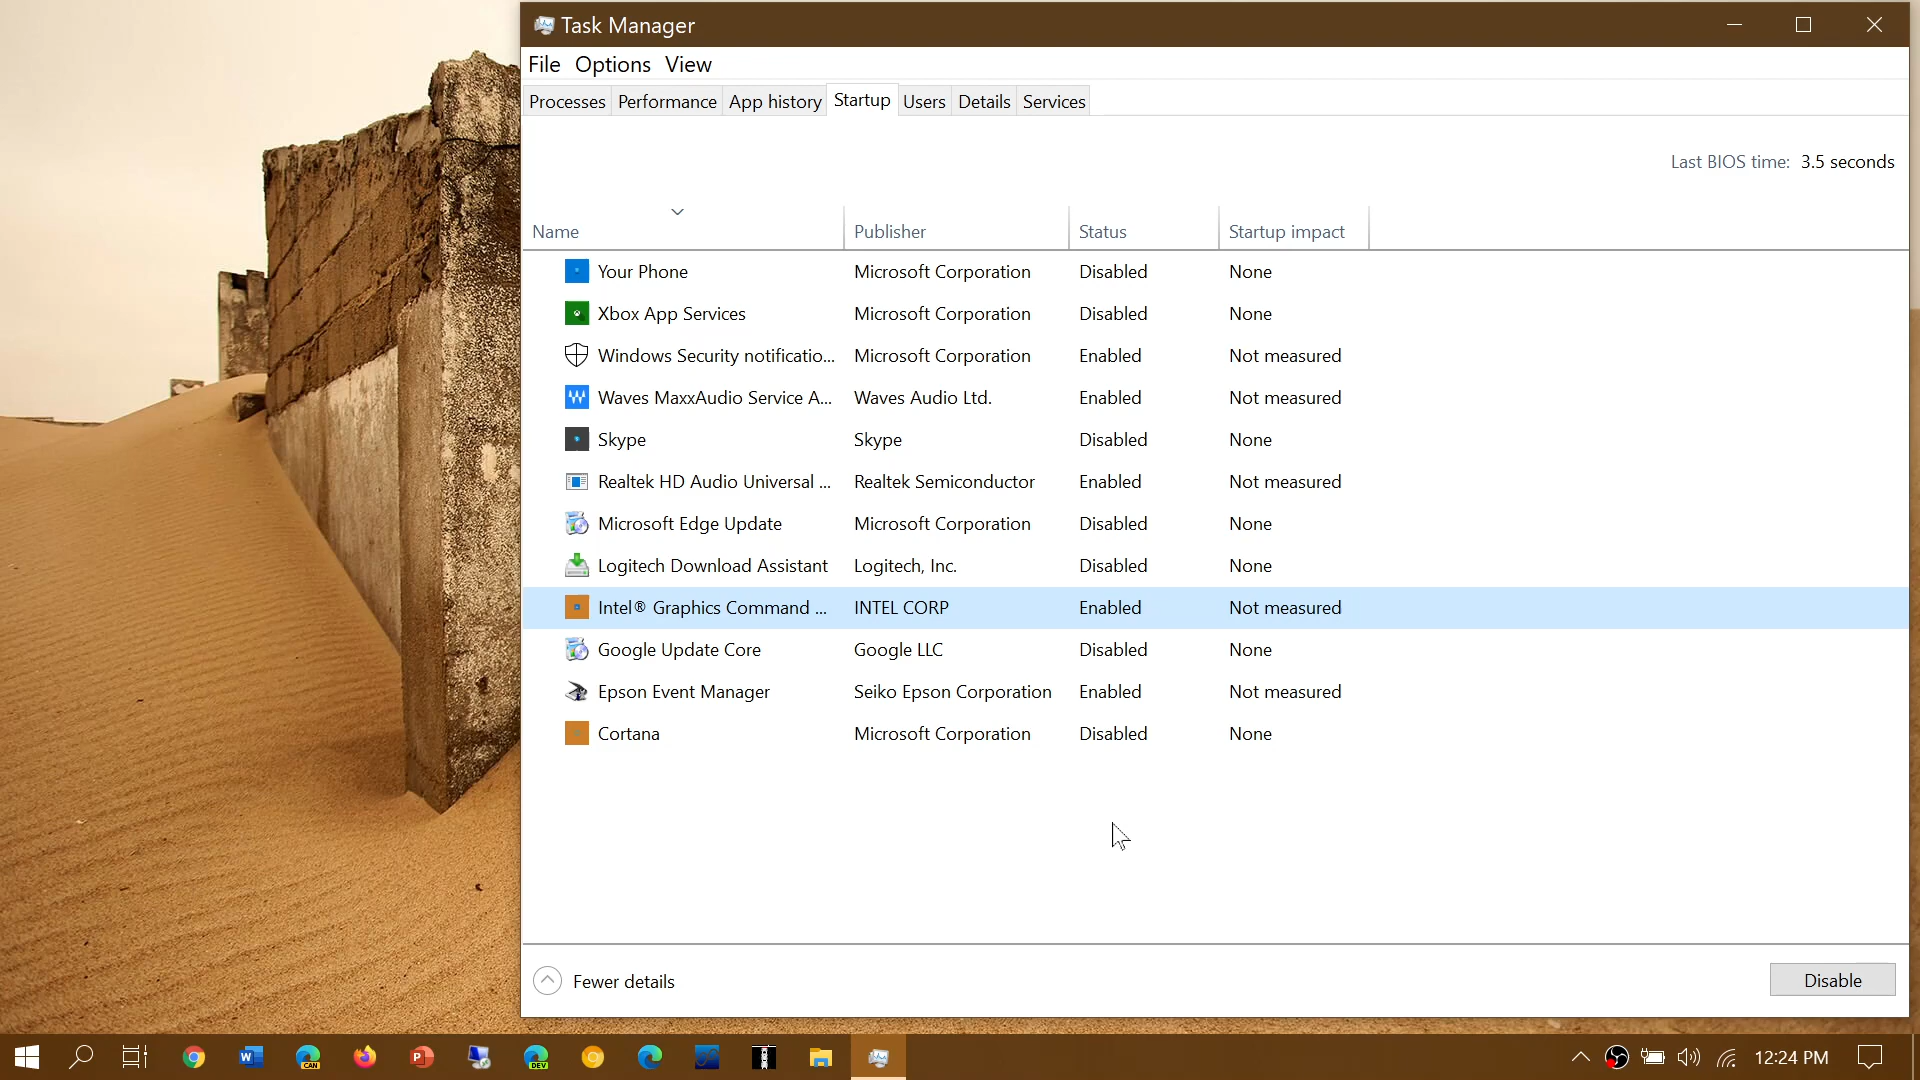 Task Manager
File Options View
Processes Performance App history Startup Users Details Services
Last BIOS time: 3.5 seconds
Name Publisher Status Startup impact
Your Phone Microsoft Corporation Disabled None
Xbox App Services Microsoft Corporation Disabled None
Windows Security notificatio... Microsoft Corporation Enabled Not measured
Waves MaxxAudio Service A... Waves Audio Ltd. Enabled Not measured
Skype Skype Disabled None
Realtek HD Audio Universal ... Realtek Semiconductor Enabled Not measured
Microsoft Edge Update Microsoft Corporation Disabled None
Logitech Download Assistant Logitech, Inc. Disabled None
Intel® Graphics Command ... INTEL CORP Enabled Not measured
Google Update Core Google LLC Disabled None
Epson Event Manager Seiko Epson Corporation Enabled Not measured
Cortana Microsoft Corporation Disabled None
Fewer details Disable
W CAN P DEV 12:24 PM